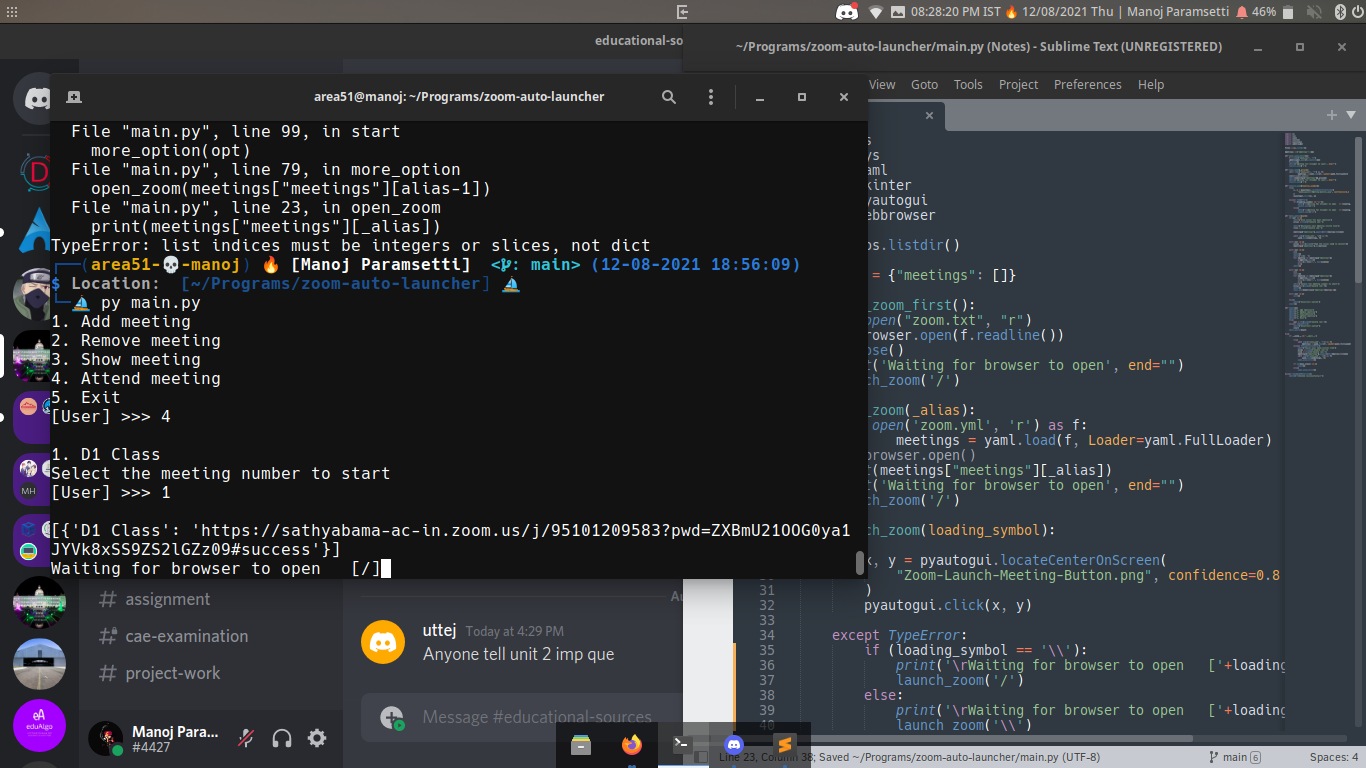 08:28:20 PM IST 🔥 12/08/2021 Thu | Manoj Paramsetti
46%
educational-so
~/Programs/zoom-auto-launcher/main.py (Notes) - Sublime Text (UNREGISTERED)
View Goto Tools Project Preferences Help
area51@manoj: ~/Programs/zoom-auto-launcher
File "main.py", line 99, in start
more_option(opt)
File "main.py", line 79, in more_option
open_zoom(meetings["meetings"][alias-1])
File "main.py", line 23, in open_zoom
print(meetings["meetings"][_alias])
TypeError: list indices must be integers or slices, not dict
┌──(area51-💀-manoj) 🔥 [Manoj Paramsetti] <: main> (12-08-2021 18:56:09)
$ Location: [~/Programs/zoom-auto-launcher] ⛵
└─⛵ py main.py
1. Add meeting
2. Remove meeting
3. Show meeting
4. Attend meeting
5. Exit
[User] >>> 4
1. D1 Class
Select the meeting number to start
[User] >>> 1
[{'D1 Class': 'https://sathyabama-ac-in.zoom.us/j/95101209583?pwd=ZXBmU21OOG0ya1
JYVk8xSS9ZS2lGZz09#success'}]
Waiting for browser to open [/]
s
ys
aml
kinter
yautogui
ebbrowser
os.listdir()
= {"meetings": []}
_zoom_first():
open("zoom.txt", "r")
rowser.open(f.readline())
ose()
t('Waiting for browser to open', end="")
ch_zoom('/')
_zoom(_alias):
open('zoom.yml', 'r') as f:
meetings = yaml.load(f, Loader=yaml.FullLoader)
browser.open()
t(meetings["meetings"][_alias])
t('Waiting for browser to open', end="")
ch_zoom('/')
ch_zoom(loading_symbol):
x, y = pyautogui.locateCenterOnScreen(
"Zoom-Launch-Meeting-Button.png", confidence=0.8
31 )
32 pyautogui.click(x, y)
33
34 except TypeError:
35 if (loading_symbol == '\\'):
36 print('\rWaiting for browser to open ['+loading
37 launch_zoom('/')
38 else:
39 print('\rWaiting for browser to open ['+loading
40 launch_zoom('\\')
MH
assignment
cae-examination
project-work
eA
eduAlgo
Manoj Para...
#4427
Au
uttej Today at 4:29 PM
Anyone tell unit 2 imp que
Message #educational-sources
Line 23, Column 38; Saved ~/Programs/zoom-auto-launcher/main.py (UTF-8)
main 6
Spaces: 4